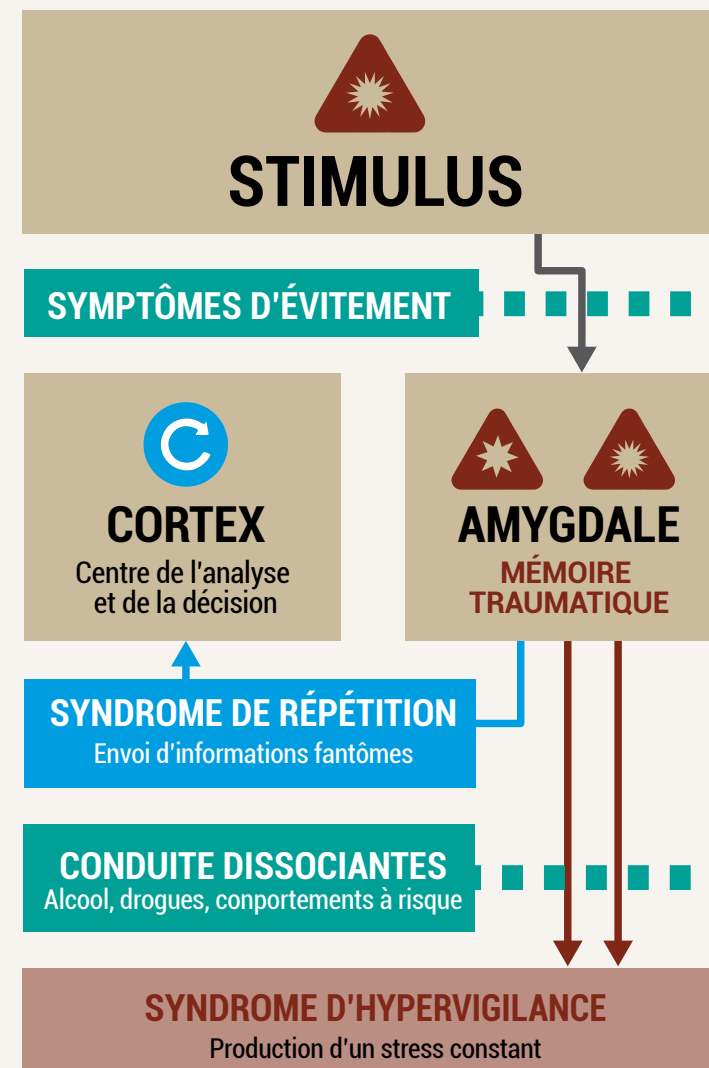 STIMULUS
SYMPTÔMES D'ÉVITEMENT
CORTEX
Centre de l'analyse
et de la décision
AMYGDALE
MÉMOIRE
TRAUMATIQUE
SYNDROME DE RÉPÉTITION
Envoi d'informations fantômes
CONDUITE DISSOCIANTES
Alcool, drogues, conportements à risque
SYNDROME D'HYPERVIGILANCE
Production d'un stress constant